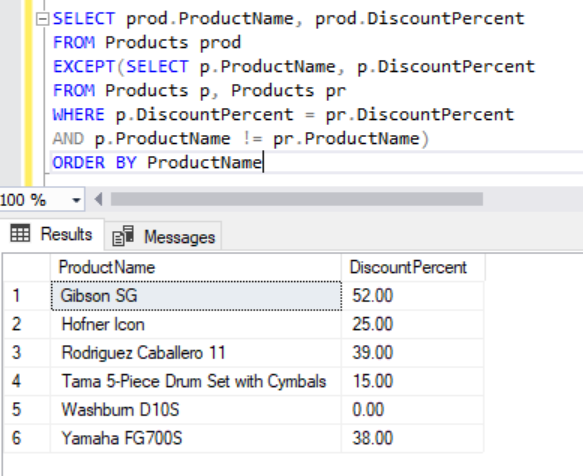 SELECT prod.ProductName, prod.DiscountPercent
FROM Products prod
EXCEPT(SELECT p.ProductName, p.DiscountPercent
FROM Products p, Products pr
WHERE p.DiscountPercent = pr.DiscountPercent
AND p.ProductName != pr.ProductName)
ORDER BY ProductName
100 %
Results Messages
ProductName DiscountPercent
1 Gibson SG 52.00
2 Hofner Icon 25.00
3 Rodriguez Caballero 11 39.00
4 Tama 5-Piece Drum Set with Cymbals 15.00
5 Washburn D10S 0.00
6 Yamaha FG700S 38.00